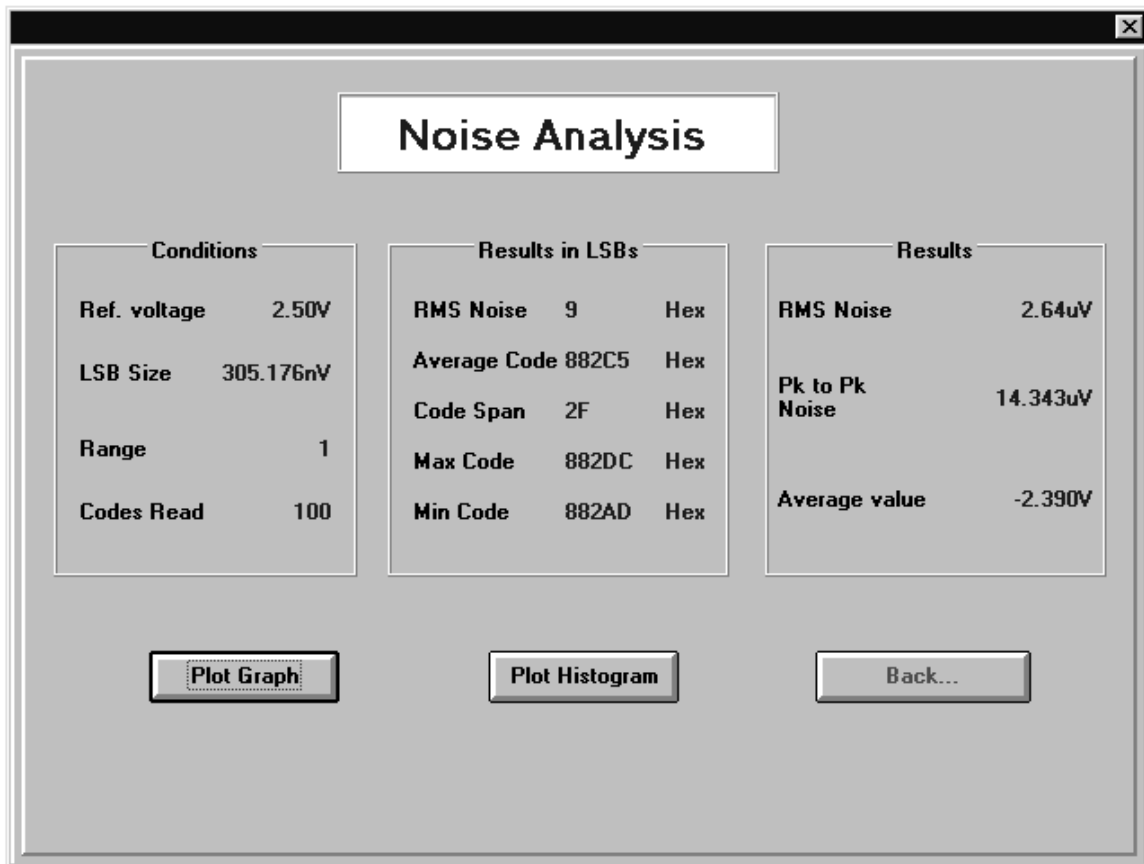 Noise Analysis
Conditions
Ref. voltage 2.50V
LSB Size 305.176nV
Range 1
Codes Read 100
Results in LSBs
RMS Noise 9 Hex
Average Code 882C5 Hex
Code Span 2F Hex
Max Code 882DC Hex
Min Code 882AD Hex
Results
RMS Noise 2.64uV
Pk to Pk
Noise 14.343uV
Average value -2.390V
Plot Graph
Plot Histogram
Back...